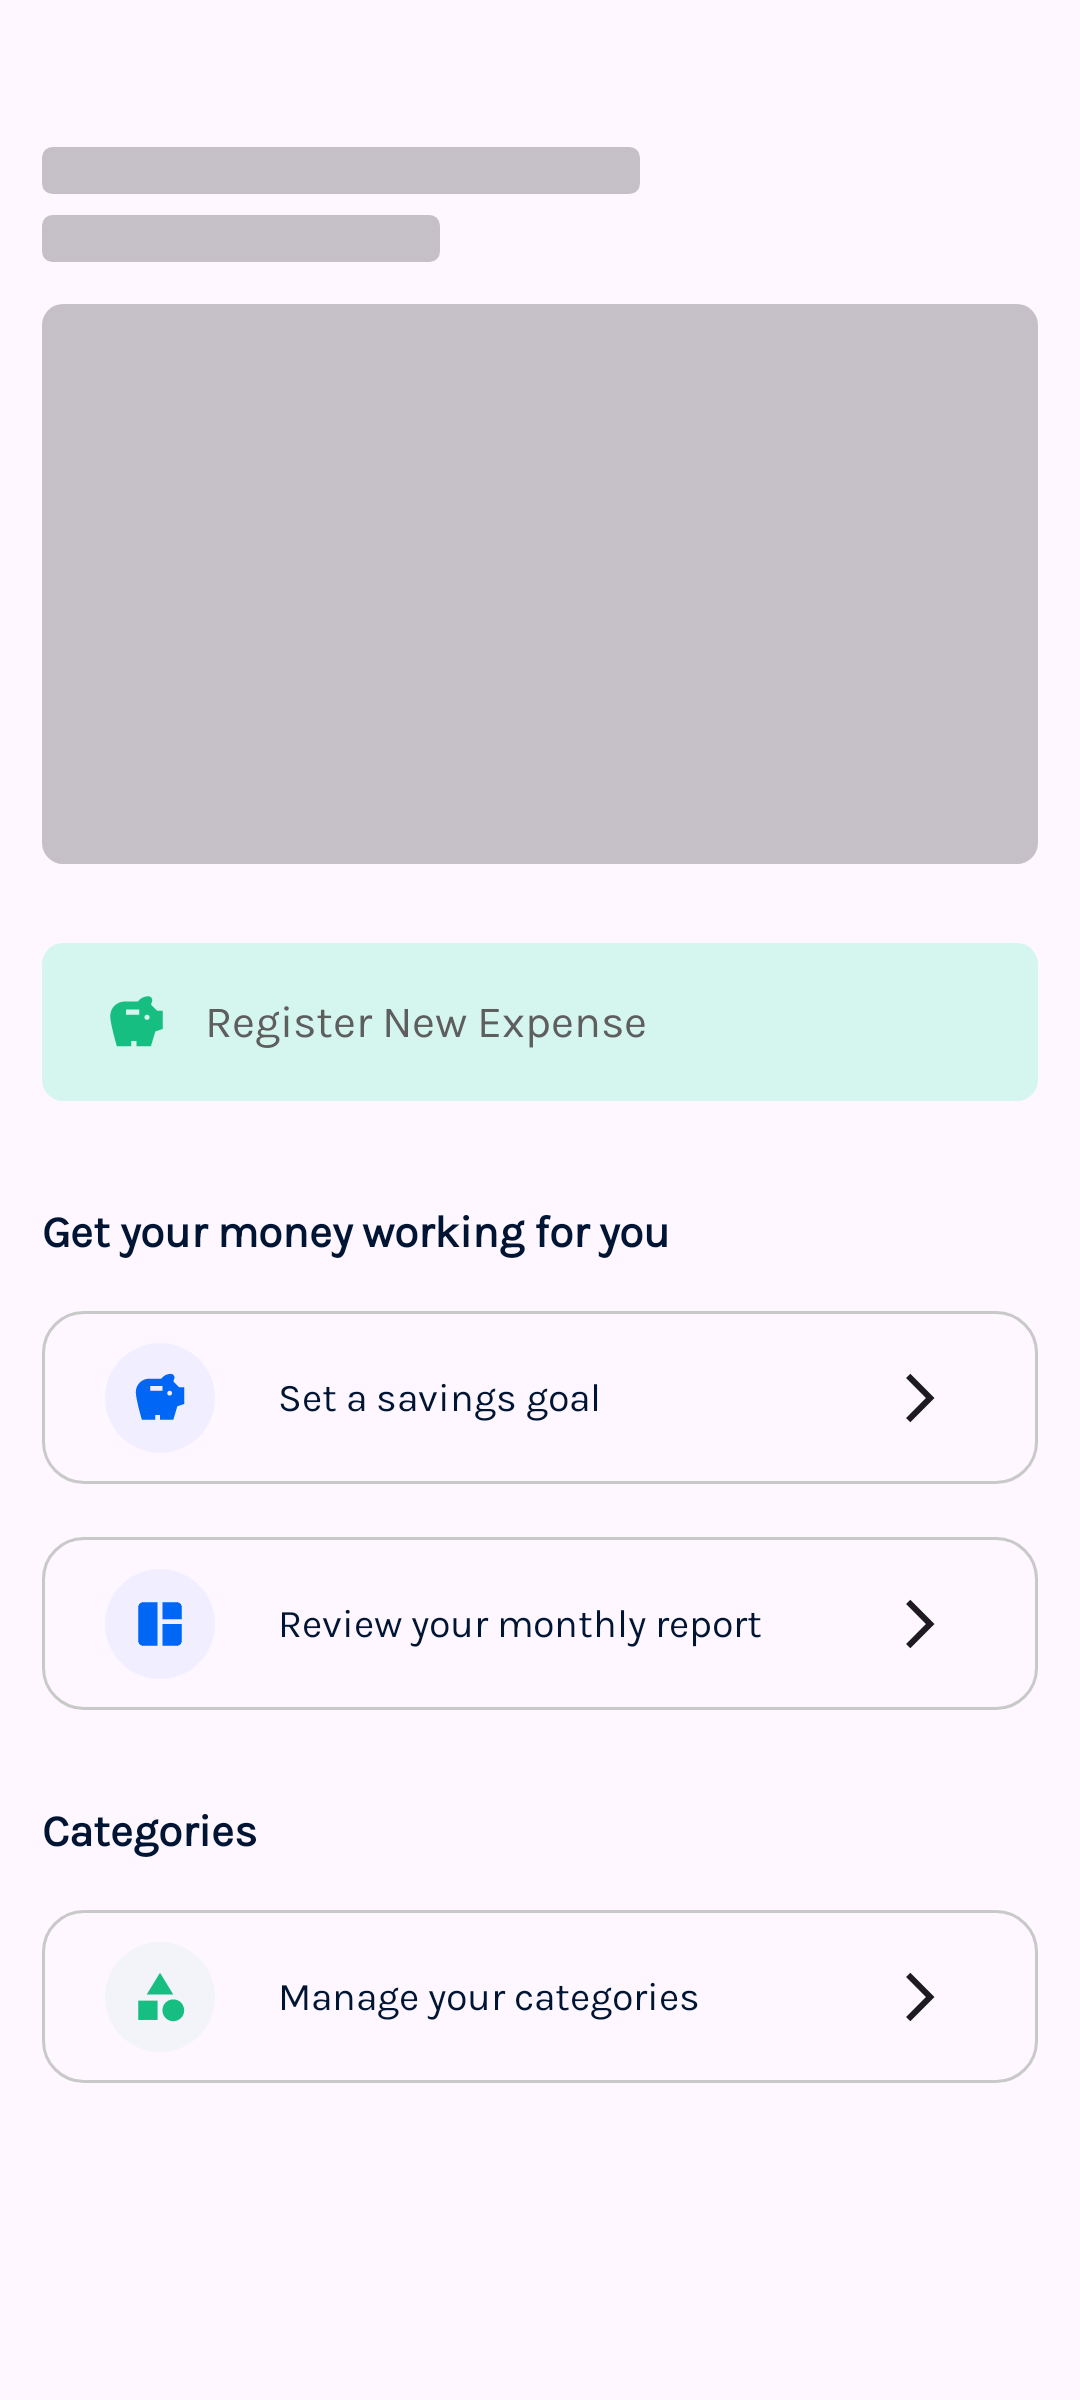 Register New Expense
Get your money working for you
Set a savings goal
Review your monthly report
Categories
Manage your categories